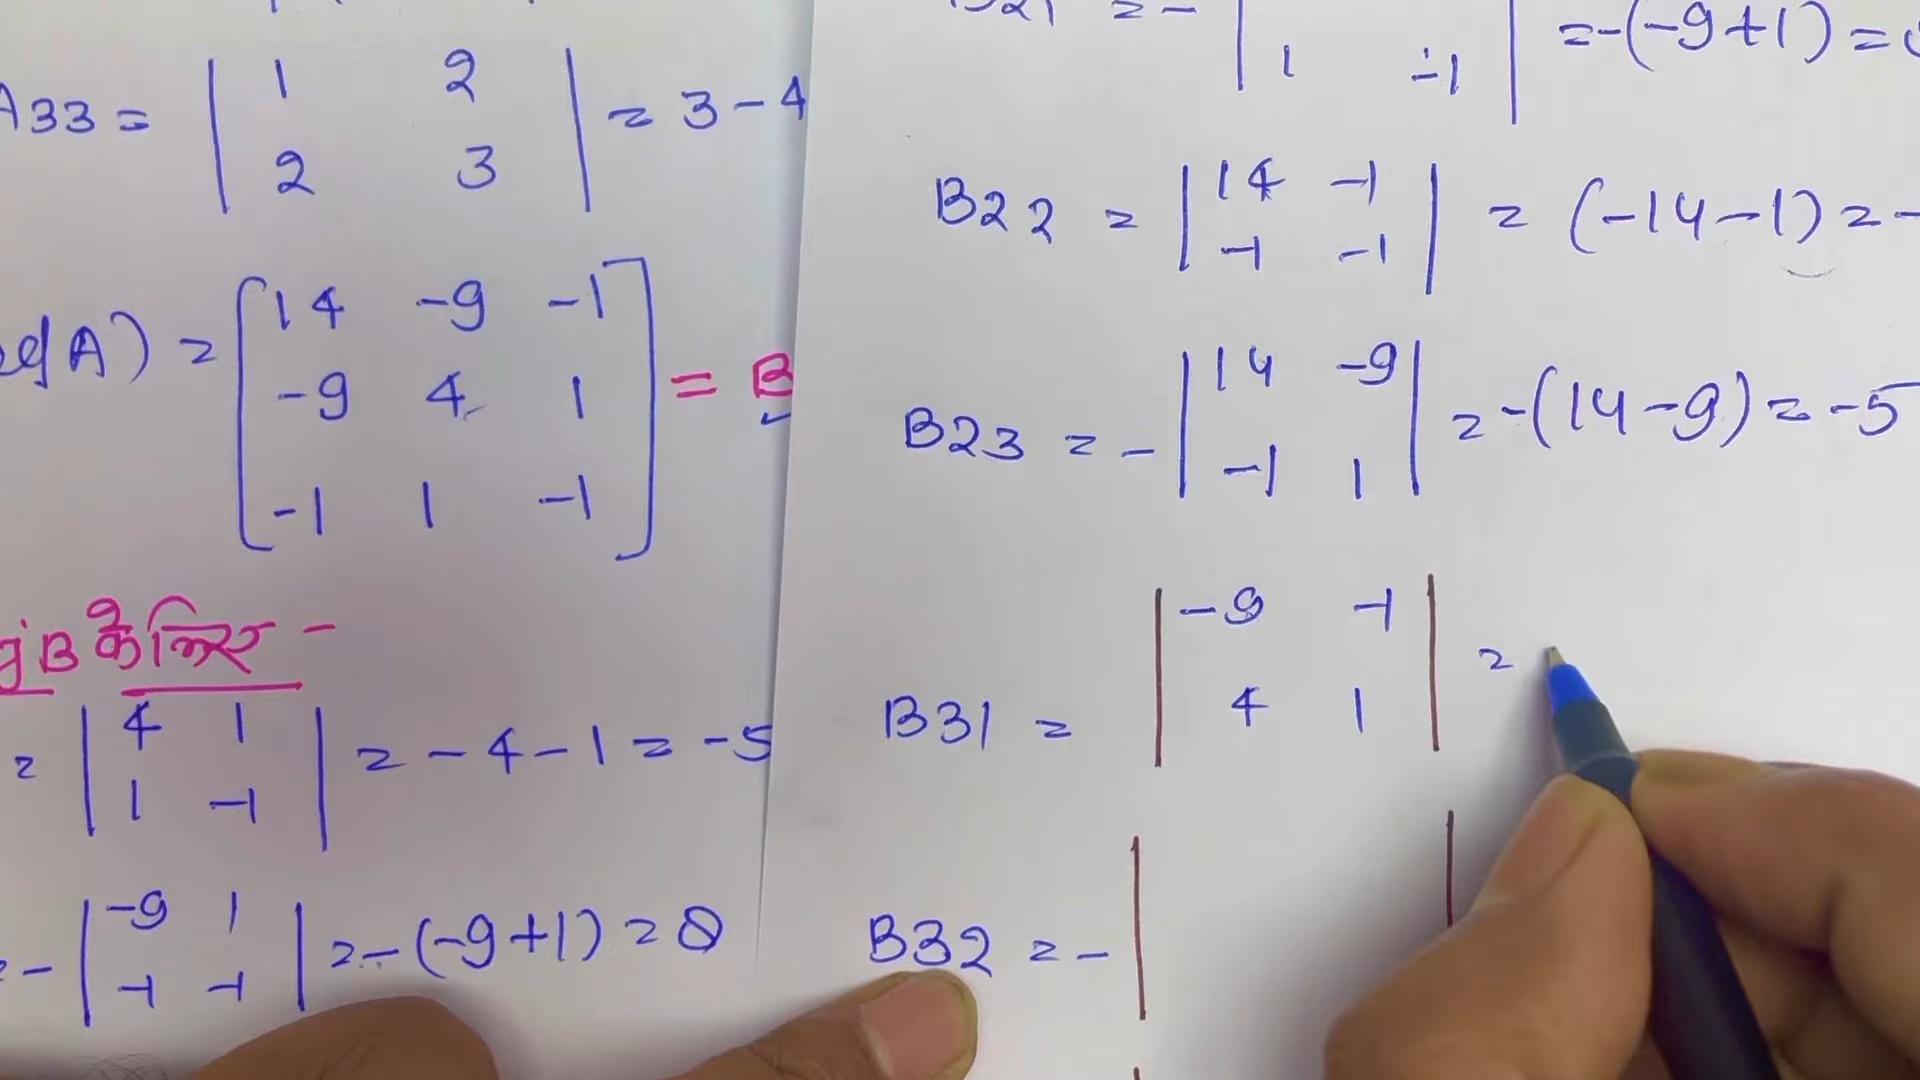 A33 = | 1 2 | = 3 - 4
| 2 3 |
(A) = [ 14 -9 -1 ] = B
[ -9 4 1 ]
[ -1 1 -1 ]
B के लिए -
= | 4 1 | = - 4 - 1 = -5
| 1 -1 |
= - | -9 1 | = - (-9 + 1) = 8
| -1 -1 |
B21 = - | | = - (-9 + 1) =
| 1 -1 |
B22 = | 14 -1 | = (-14 - 1) = -
| -1 -1 |
B23 = - | 14 -9 | = - (14 - 9) = -5
| -1 1 |
B31 = | -9 -1 | =
| 4 1 |
B32 = - | |